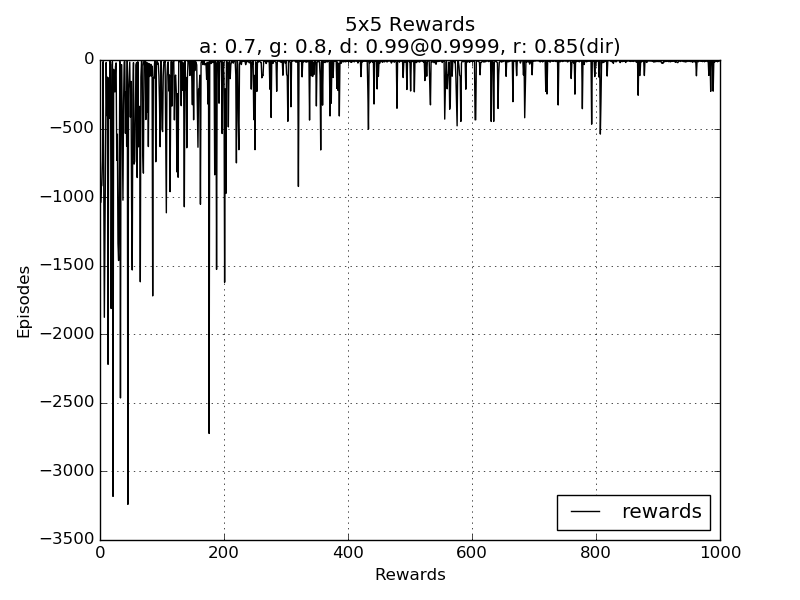 5x5 Rewards
a: 0.7, g: 0.8, d: 0.99@0.9999, r: 0.85(dir)
0
−500
−1000
−1500
−2000
−2500
−3000
−3500
Episodes
rewards
0 200 400 600 800 1000
Rewards